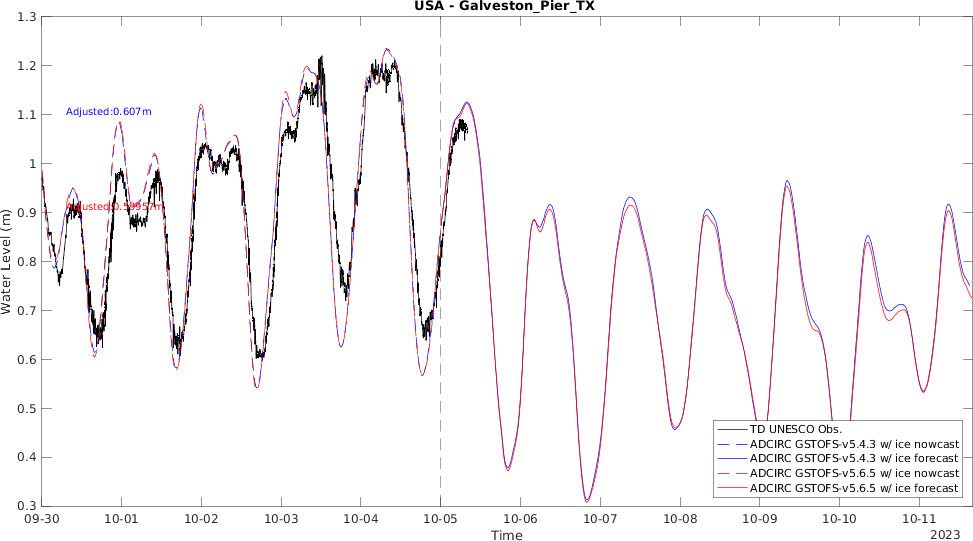 USA - Galveston_Pier_TX
1.3
1.2
1.1
1
0.9
0.8
0.7
0.6
0.5
0.4
0.3
Water Level (m)
Adjusted:0.607m
Adjusted:0.59957m
TD UNESCO Obs.
ADCIRC GSTOFS-v5.4.3 w/ ice nowcast
ADCIRC GSTOFS-v5.4.3 w/ ice forecast
ADCIRC GSTOFS-v5.6.5 w/ ice nowcast
ADCIRC GSTOFS-v5.6.5 w/ ice forecast
09-30 10-01 10-02 10-03 10-04 10-05 10-06 10-07 10-08 10-09 10-10 10-11
Time
2023